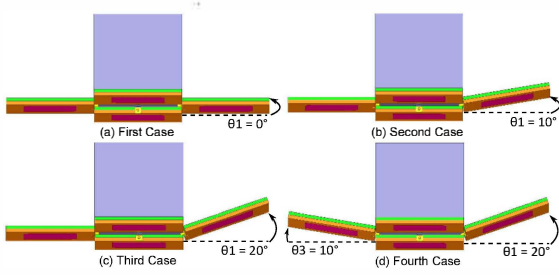 θ1 = 0°
(a) First Case
θ1 = 10°
(b) Second Case
θ1 = 20°
(c) Third Case
θ3 = 10°
θ1 = 20°
(d) Fourth Case